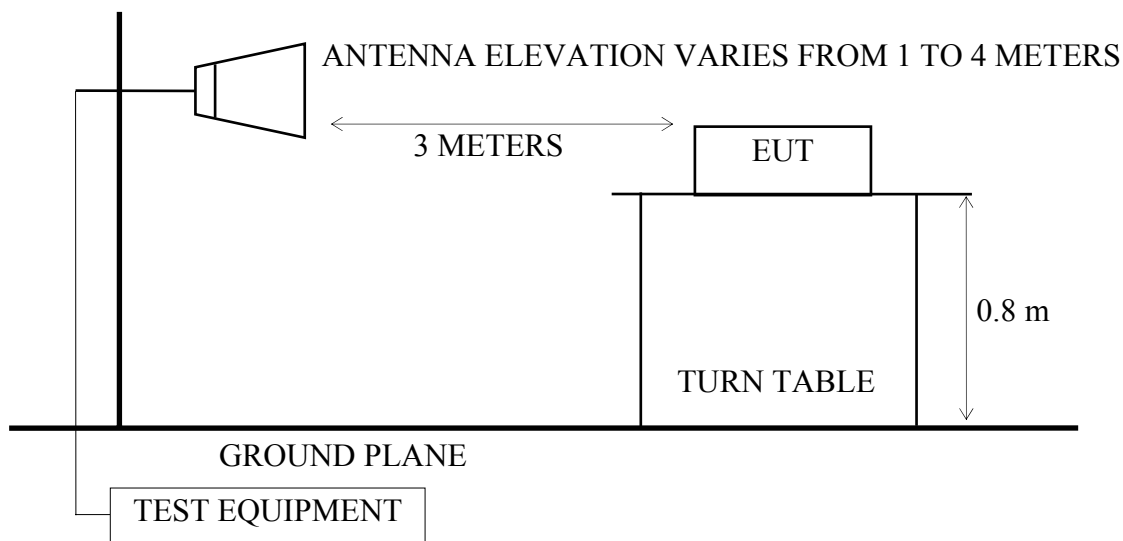 ANTENNA ELEVATION VARIES FROM 1 TO 4 METERS
3 METERS
EUT
0.8 m
TURN TABLE
GROUND PLANE
TEST EQUIPMENT